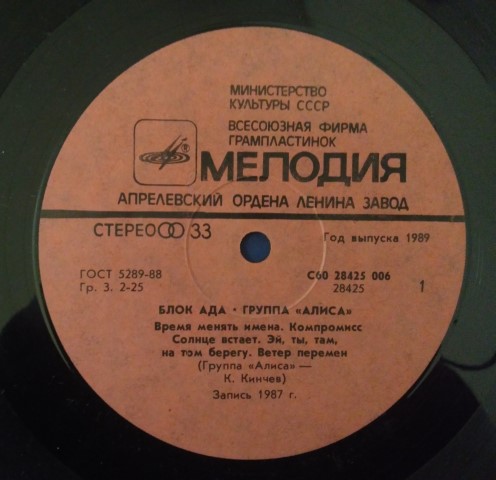 МИНИСТЕРСТВО
КУЛЬТУРЫ СССР
ВСЕСОЮЗНАЯ ФИРМА
ГРАМПЛАСТИНОК
МЕЛОДИЯ
АПРЕЛЕВСКИЙ ОРДЕНА ЛЕНИНА ЗАВОД
СТЕРЕО 33
Год выпуска 1989
ГОСТ 5289-88
Гр. 3. 2-25
С60 28425 006
28425
1
БЛОК АДА · ГРУППА «АЛИСА»
Время менять имена. Компромисс
Солнце встает. Эй, ты, там,
на том берегу. Ветер перемен
(Группа «Алиса» —
К. Кинчев)
Запись 1987 г.